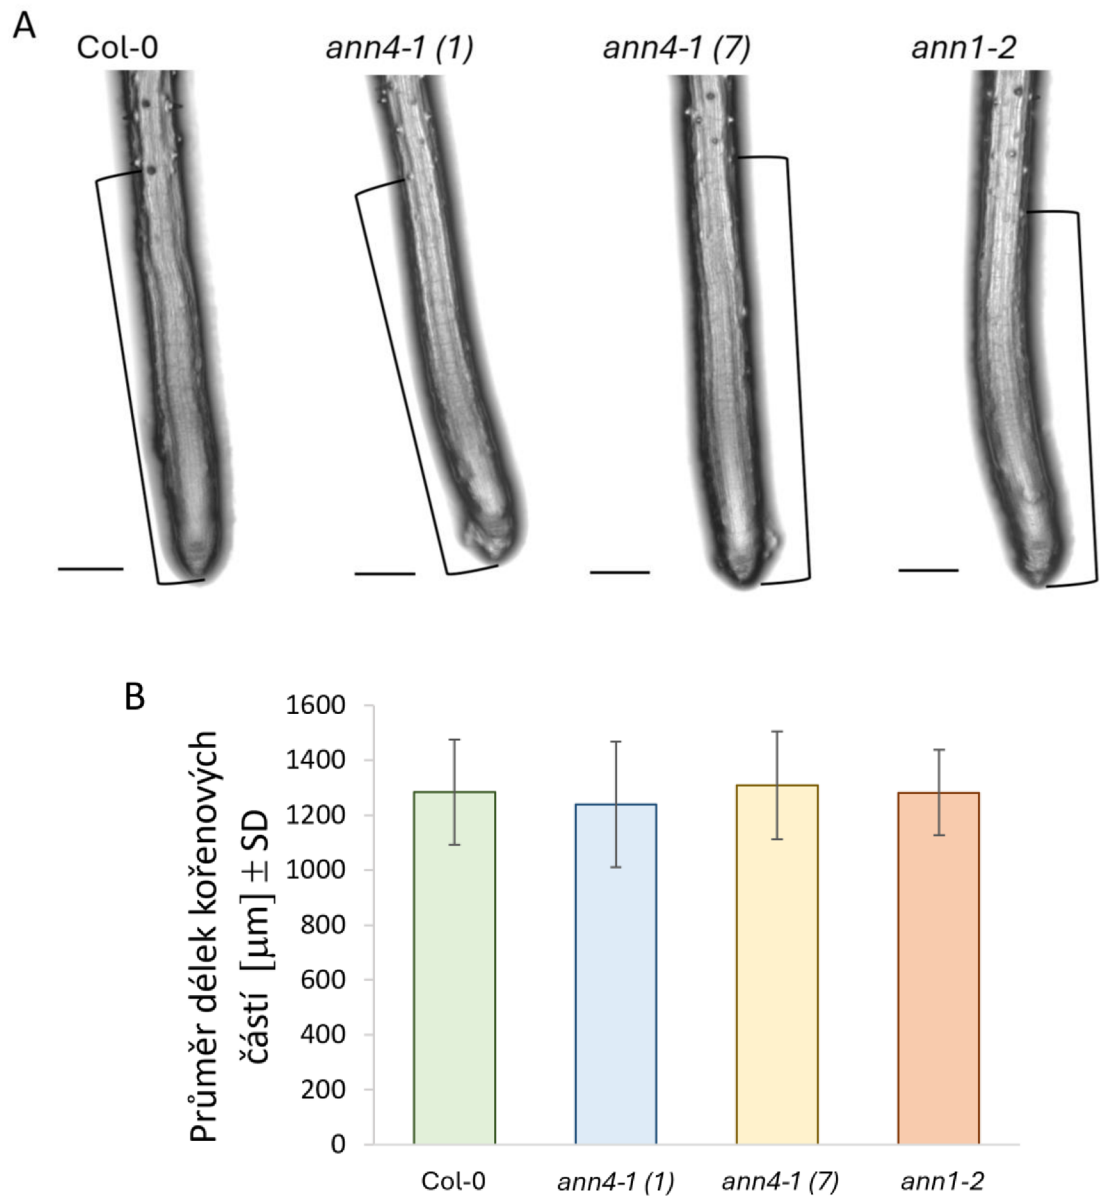 A
Col-0 ann4-1 (1) ann4-1 (7) ann1-2
B
Průměr délek kořenových
částí [μm] ± SD
1600
1400
1200
1000
800
600
400
200
0
Col-0 ann4-1 (1) ann4-1 (7) ann1-2